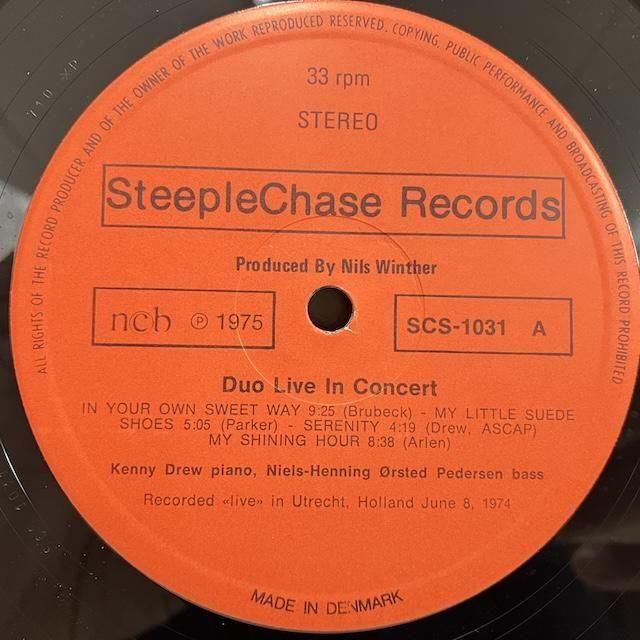 ALL RIGHTS OF THE RECORD PRODUCER AND OF THE OWNER OF THE WORK REPRODUCED RESERVED. COPYING, PUBLIC PERFORMANCE AND BROADCASTING OF THIS RECORD PROHIBITED
33 rpm
STEREO
SteepleChase Records
Produced By Nils Winther
ncb ℗ 1975
SCS-1031 A
Duo Live In Concert
IN YOUR OWN SWEET WAY 9:25 (Brubeck) - MY LITTLE SUEDE
SHOES 5:05 (Parker) - SERENITY 4:19 (Drew, ASCAP)
MY SHINING HOUR 8:38 (Arlen)
Kenny Drew piano, Niels-Henning Ørsted Pedersen bass
Recorded «live» in Utrecht, Holland June 8, 1974
MADE IN DENMARK